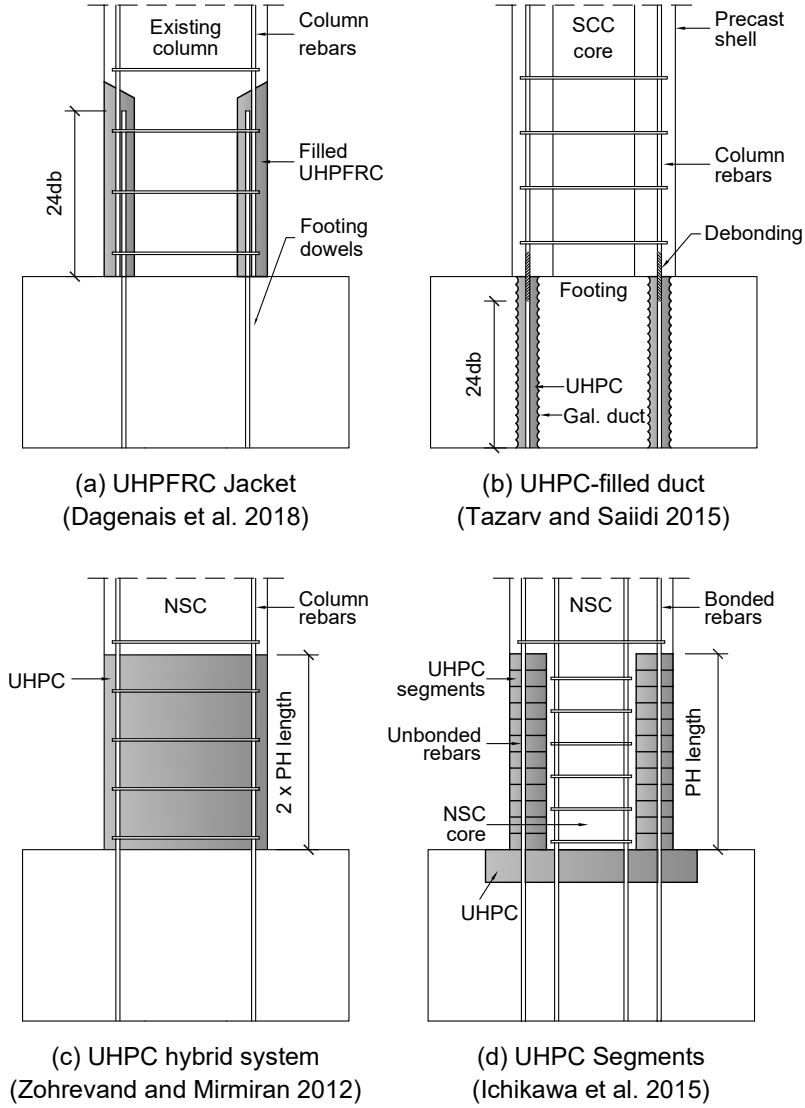 Existing
column
Column
rebars
24db
Filled
UHPFRC
Footing
dowels
(a) UHPFRC Jacket
(Dagenais et al. 2018)
SCC
core
Precast
shell
Column
rebars
Debonding
Footing
24db
UHPC
Gal. duct
(b) UHPC-filled duct
(Tazarv and Saiidi 2015)
NSC
Column
rebars
UHPC
2 x PH length
(c) UHPC hybrid system
(Zohrevand and Mirmiran 2012)
NSC
Bonded
rebars
UHPC
segments
Unbonded
rebars
PH length
NSC
core
UHPC
(d) UHPC Segments
(Ichikawa et al. 2015)